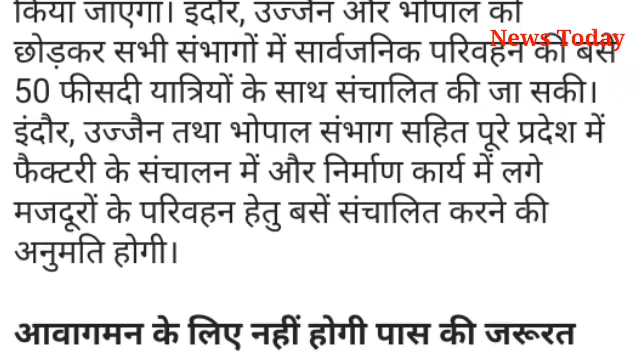 किया जाएगा। इंदौर, उज्जैन और भोपाल को
छोड़कर सभी संभागों में सार्वजनिक परिवहन की बसें
News Today
50 फीसदी यात्रियों के साथ संचालित की जा सकी।
इंदौर, उज्जैन तथा भोपाल संभाग सहित पूरे प्रदेश में
फैक्टरी के संचालन में और निर्माण कार्य में लगे
मजदूरों के परिवहन हेतु बसें संचालित करने की
अनुमति होगी।
आवागमन के लिए नहीं होगी पास की जरूरत